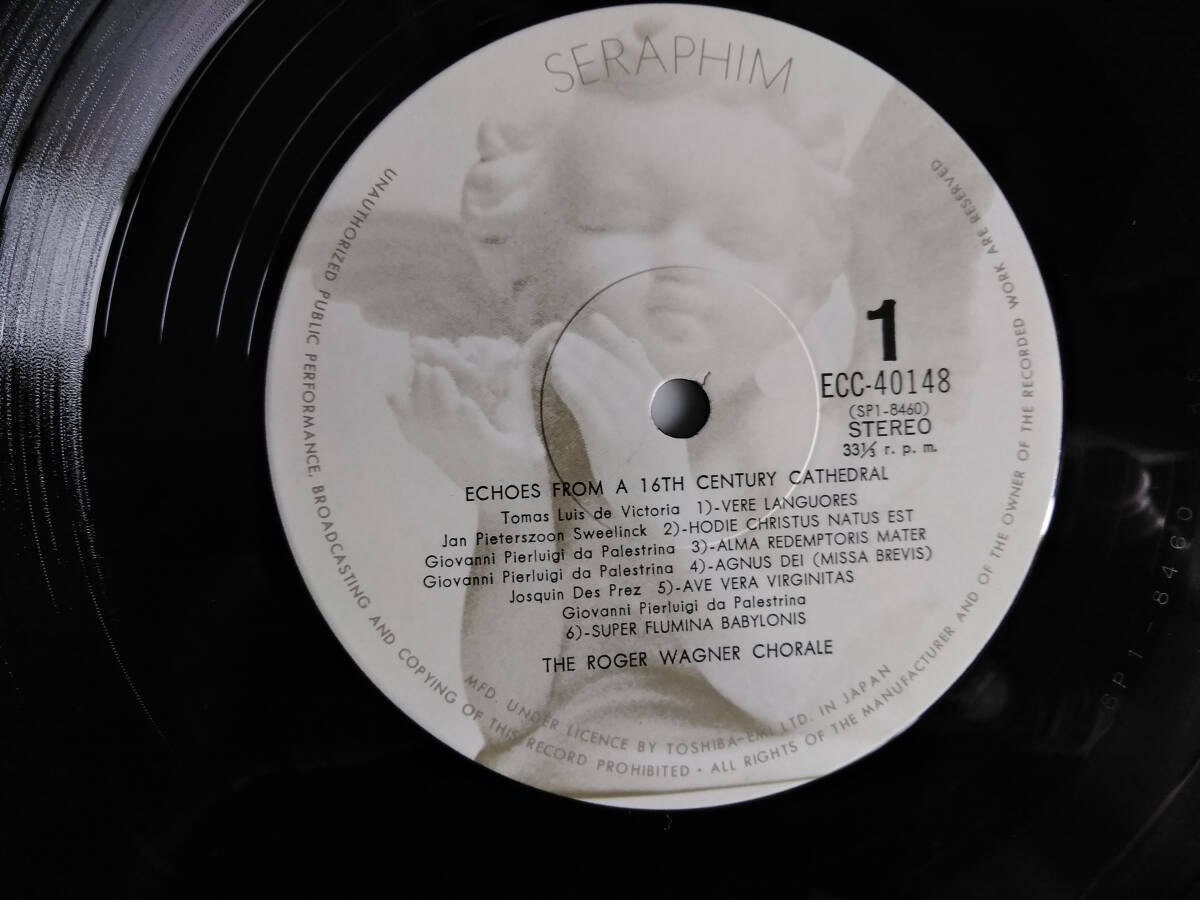 SERAPHIM
1
ECC-40148
(SP1-8460)
STEREO
33⅓ r. p. m.
ECHOES FROM A 16TH CENTURY CATHEDRAL
Tomas Luis de Victoria 1)-VERE LANGUORES
Jan Pieterszoon Sweelinck 2)-HODIE CHRISTUS NATUS EST
Giovanni Pierluigi da Palestrina 3)-ALMA REDEMPTORIS MATER
Giovanni Pierluigi da Palestrina 4)-AGNUS DEI (MISSA BREVIS)
Josquin Des Prez 5)-AVE VERA VIRGINITAS
Giovanni Pierluigi da Palestrina
6)-SUPER FLUMINA BABYLONIS
THE ROGER WAGNER CHORALE
MFD. UNDER LICENCE BY TOSHIBA-EMI LTD. IN JAPAN
UNAUTHORIZED PUBLIC PERFORMANCE, BROADCASTING AND COPYING OF THIS RECORD PROHIBITED · ALL RIGHTS OF THE MANUFACTURER AND OF THE OWNER OF THE RECORDED WORK ARE RESERVED
SP1-8460